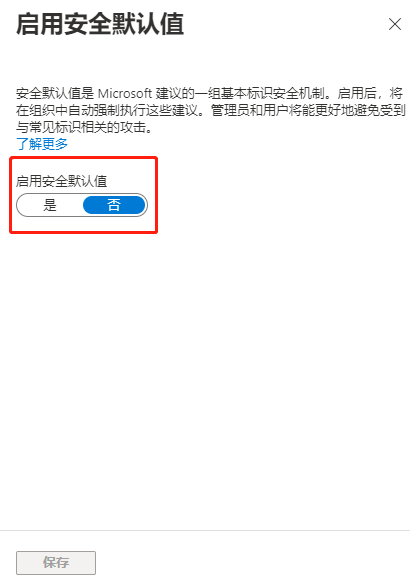 启用安全默认值
安全默认值是 Microsoft 建议的一组基本标识安全机制。启用后，将
在组织中自动强制执行这些建议。管理员和用户将能更好地避免受到
与常见标识相关的攻击。
了解更多
启用安全默认值
是 否
保存